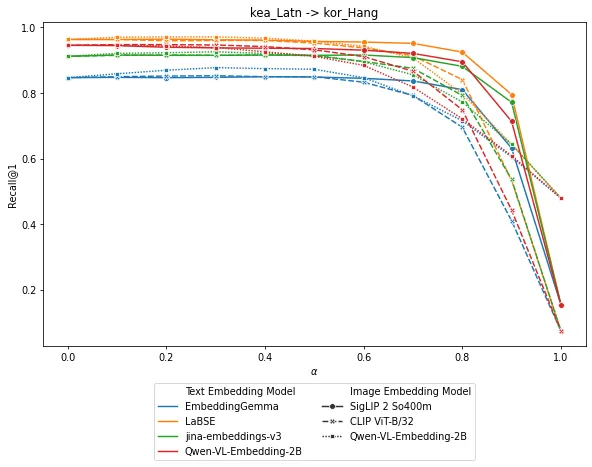 kea_Latn -> kor_Hang
Recall@1
1.0
0.8
0.6
0.4
0.2
0.0 0.2 0.4 0.6 0.8 1.0
α
Text Embedding Model Image Embedding Model
EmbeddingGemma SigLIP 2 So400m
LaBSE CLIP ViT-B/32
jina-embeddings-v3 Qwen-VL-Embedding-2B
Qwen-VL-Embedding-2B